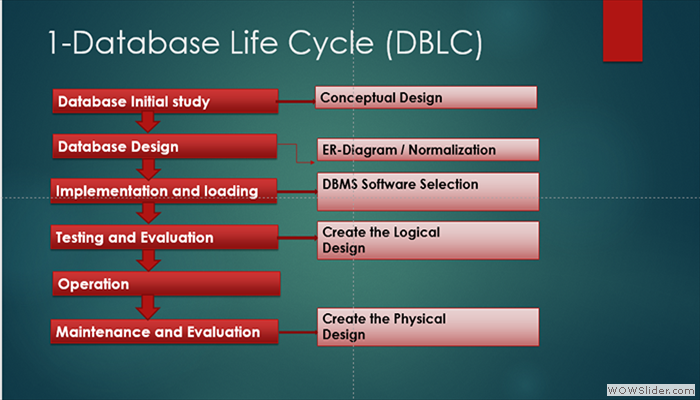 1-Database Life Cycle (DBLC)
Database Initial study
Conceptual Design
Database Design
ER-Diagram / Normalization
Implementation and loading
DBMS Software Selection
Testing and Evaluation
Create the Logical
Design
Operation
Maintenance and Evaluation
Create the Physical
Design
WOWSlider.com